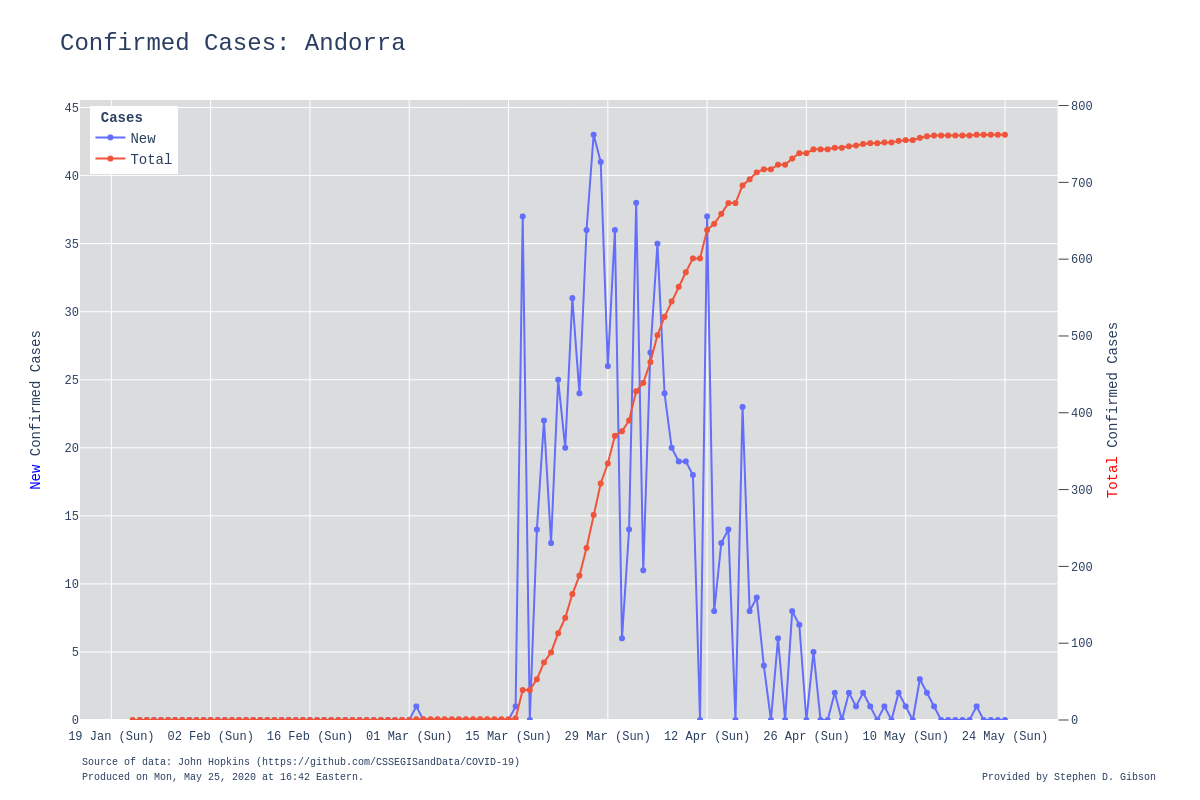 Confirmed Cases: Andorra
Cases
New
Total
45
40
35
30
25
20
15
10
5
0
800
700
600
500
400
300
200
100
0
New Confirmed Cases
Total Confirmed Cases
19 Jan (Sun) 02 Feb (Sun) 16 Feb (Sun) 01 Mar (Sun) 15 Mar (Sun) 29 Mar (Sun) 12 Apr (Sun) 26 Apr (Sun) 10 May (Sun) 24 May (Sun)
Source of data: John Hopkins (https://github.com/CSSEGISandData/COVID-19)
Produced on Mon, May 25, 2020 at 16:42 Eastern.
Provided by Stephen D. Gibson